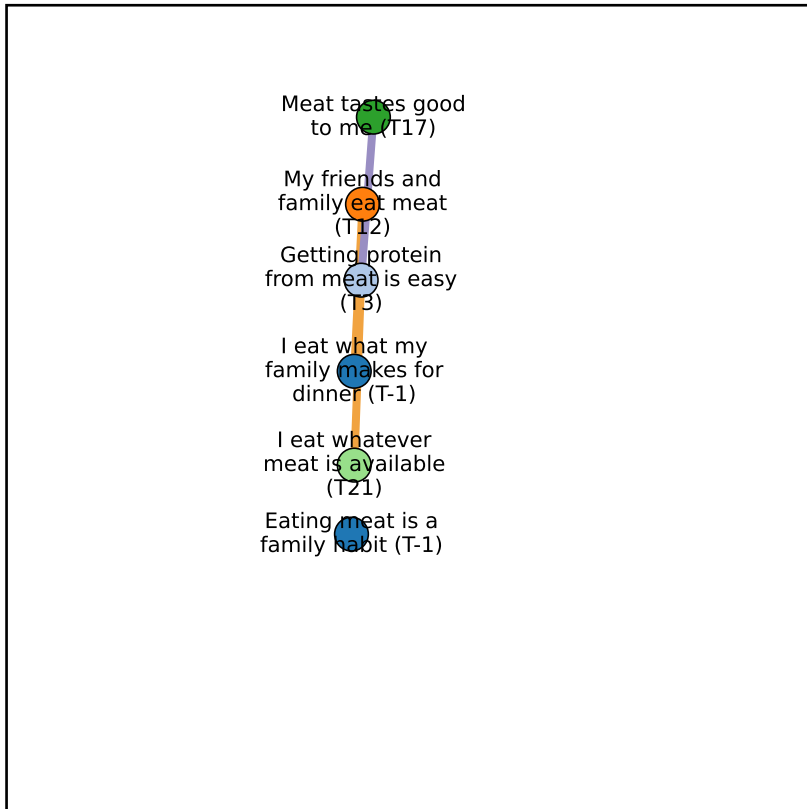 Meat tastes good
to me (T17)
My friends and
family eat meat
(T12)
Getting protein
from meat is easy
(T3)
I eat what my
family makes for
dinner (T-1)
I eat whatever
meat is available
(T21)
Eating meat is a
family habit (T-1)